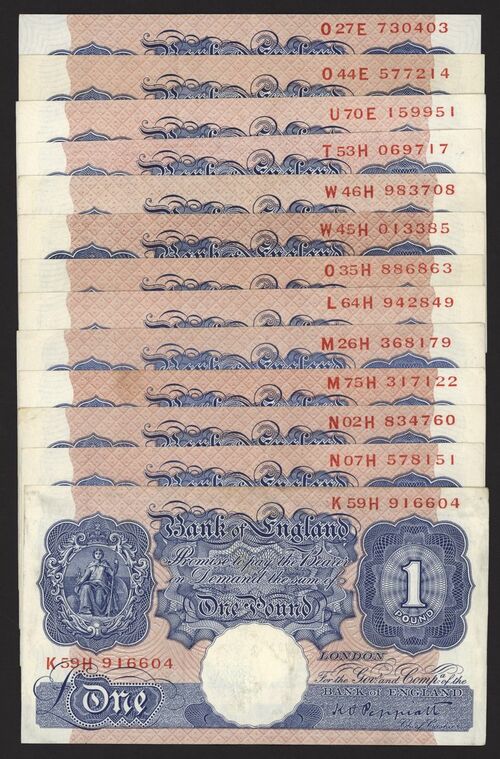 O27E 730403
O44E 577214
U70E 159951
T53H 069717
W46H 983708
W45H 013385
O35H 886863
L64H 942849
M26H 368179
M75H 317122
N02H 834760
N07H 578151
K59H 916604
Bank of England
Promise to pay the Bearer
on Demand the sum of
One Pound
1
POUND
K59H 916604
LONDON
For the Gov.r and Comp.a of the
BANK OF ENGLAND
One
K.O. Peppiatt